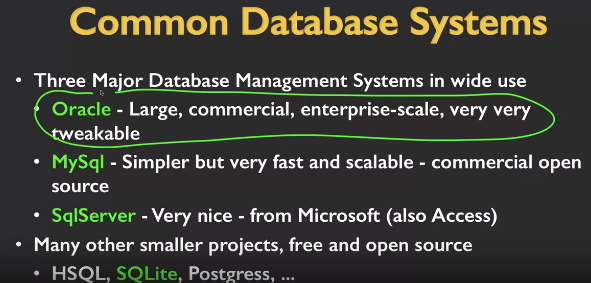 Common Database Systems
• Three Major Database Management Systems in wide use
• Oracle - Large, commercial, enterprise-scale, very very
tweakable
• MySql - Simpler but very fast and scalable - commercial open
source
• SqlServer - Very nice - from Microsoft (also Access)
• Many other smaller projects, free and open source
• HSQL, SQLite, Postgress, ...